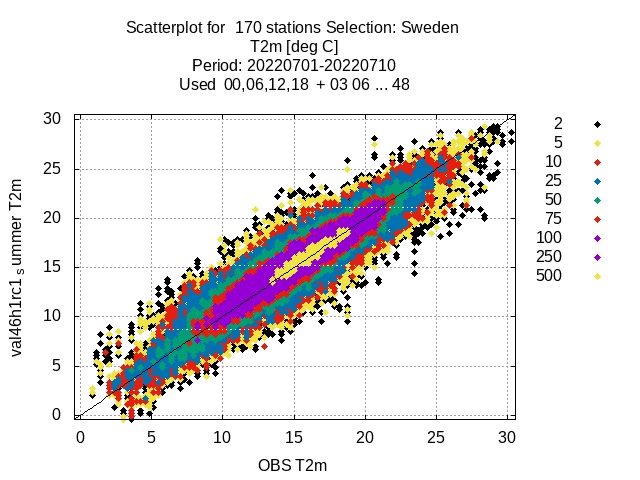 Scatterplot for 170 stations Selection: Sweden
T2m [deg C]
Period: 20220701-20220710
Used 00,06,12,18 + 03 06 ... 48
30
25
20
15
10
5
0
val46h1rc1 s ummer T2m
0 5 10 15 20 25 30
OBS T2m
2
5
10
25
50
75
100
250
500